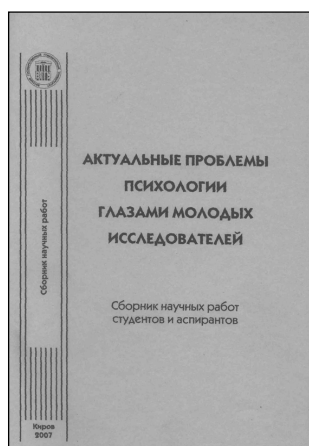 АКТУАЛЬНЫЕ ПРОБЛЕМЫ
ПСИХОЛОГИИ
ГЛАЗАМИ МОЛОДЫХ
ИССЛЕДОВАТЕЛЕЙ
Сборник научных работ
студентов и аспирантов
Сборник научных работ
Киров
2007